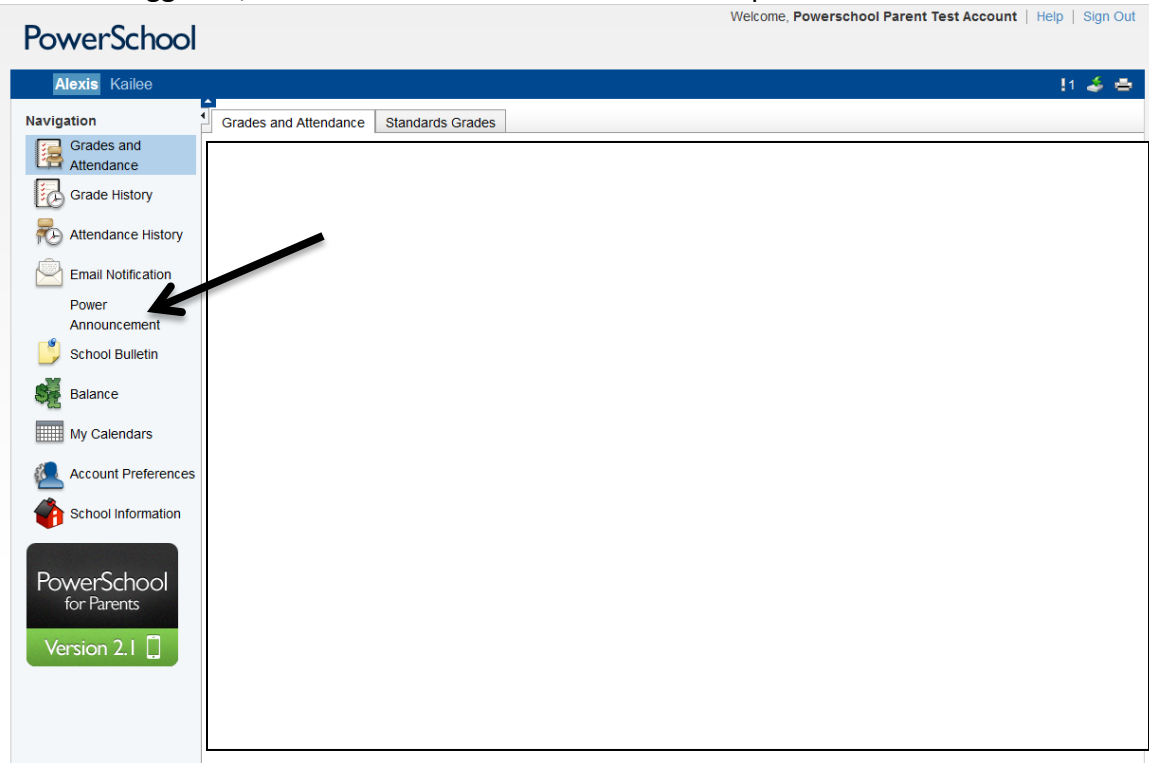 Welcome, Powerschool Parent Test Account | Help | Sign Out
PowerSchool
Alexis Kailee
!1
Navigation
Grades and Attendance
Standards Grades
Grades and
Attendance
Grade History
Attendance History
Email Notification
Power
Announcement
School Bulletin
Balance
My Calendars
Account Preferences
School Information
PowerSchool
for Parents
Version 2.1